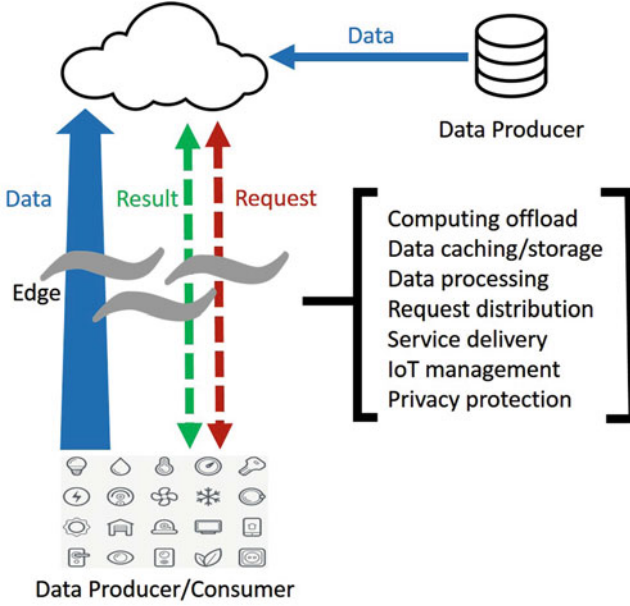 Data
Data Producer
Data
Result
Request
Edge
Computing offload
Data caching/storage
Data processing
Request distribution
Service delivery
IoT management
Privacy protection
Data Producer/Consumer